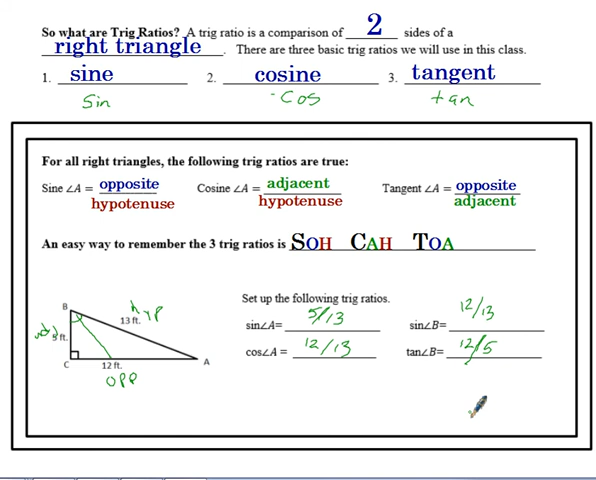 So what are Trig Ratios? A trig ratio is a comparison of 2 sides of a
right triangle. There are three basic trig ratios we will use in this class.
1. sine 2. cosine 3. tangent
Sin Cos tan
For all right triangles, the following trig ratios are true:
Sine ∠A = opposite Cosine ∠A = adjacent Tangent ∠A = opposite
hypotenuse hypotenuse adjacent
An easy way to remember the 3 trig ratios is SOH CAH TOA
Set up the following trig ratios.
B
hyp
13 ft.
sin∠A= 5/13 sin∠B= 12/13
adj
5 ft.
cos∠A = 12/13 tan∠B= 12/5
C 12 ft. A
opp